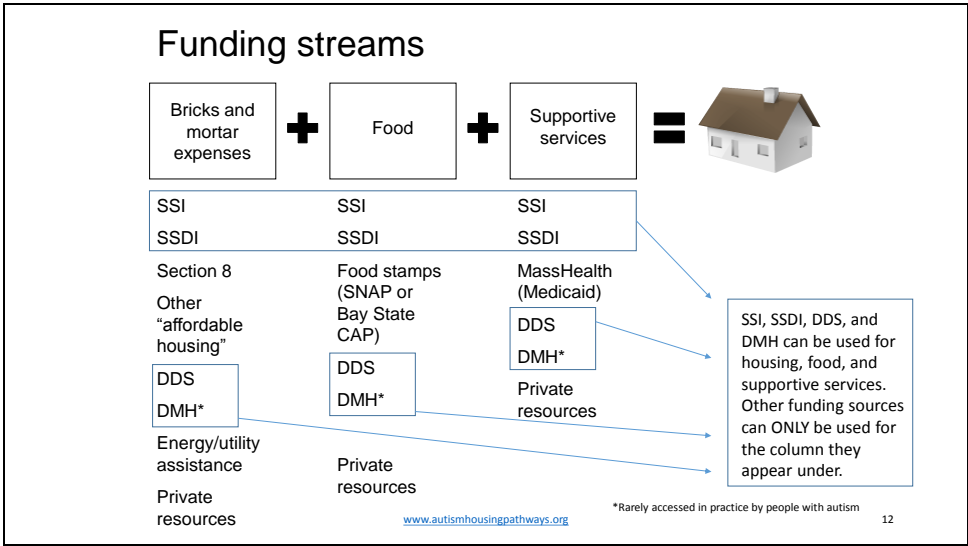 Funding streams
Bricks and
mortar
expenses
Food
Supportive
services
SSI
SSDI
Section 8
Other
“affordable
housing”
DDS
DMH*
Energy/utility
assistance
Private
resources
SSI
SSDI
Food stamps
(SNAP or
Bay State
CAP)
DDS
DMH*
Private
resources
SSI
SSDI
MassHealth
(Medicaid)
DDS
DMH*
Private
resources
SSI, SSDI, DDS, and
DMH can be used for
housing, food, and
supportive services.
Other funding sources
can ONLY be used for
the column they
appear under.
*Rarely accessed in practice by people with autism
www.autismhousingpathways.org
12